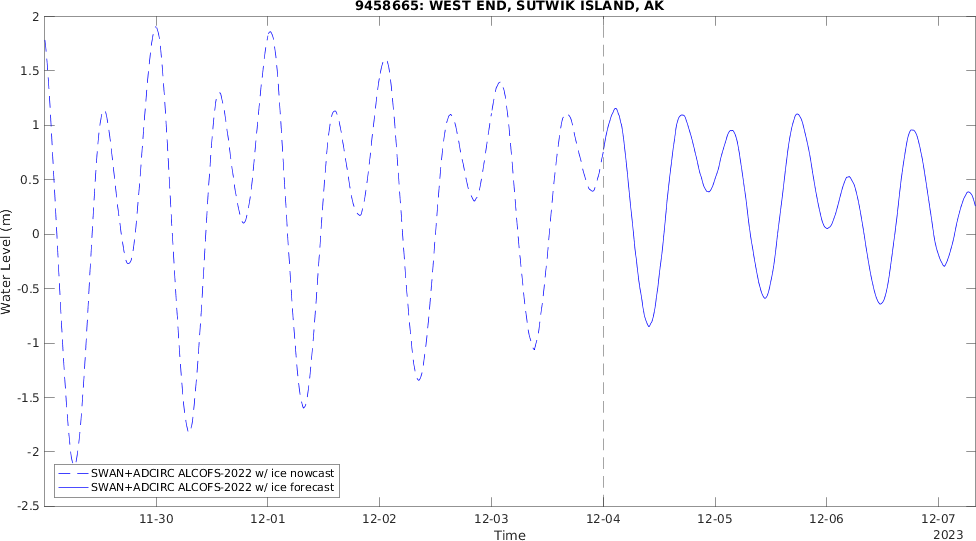 9458665: WEST END, SUTWIK ISLAND, AK
2
1.5
1
0.5
0
-0.5
-1
-1.5
-2
-2.5
Water Level (m)
SWAN+ADCIRC ALCOFS-2022 w/ ice nowcast
SWAN+ADCIRC ALCOFS-2022 w/ ice forecast
11-30 12-01 12-02 12-03 12-04 12-05 12-06 12-07
Time
2023